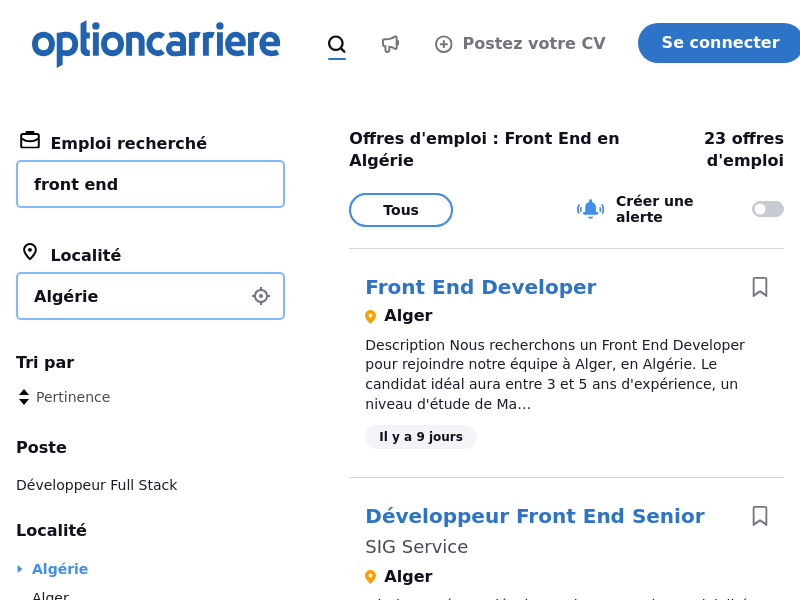 optioncarriere
Postez votre CV
Se connecter
Emploi recherché
front end
Localité
Algérie
Tri par
Pertinence
Poste
Développeur Full Stack
Localité
Algérie
Alger
Offres d'emploi : Front End en
Algérie
23 offres
d'emploi
Tous
Créer une
alerte
Front End Developer
Alger
Description Nous recherchons un Front End Developer
pour rejoindre notre équipe à Alger, en Algérie. Le
candidat idéal aura entre 3 et 5 ans d'expérience, un
niveau d'étude de Ma…
Il y a 9 jours
Développeur Front End Senior
SIG Service
Alger